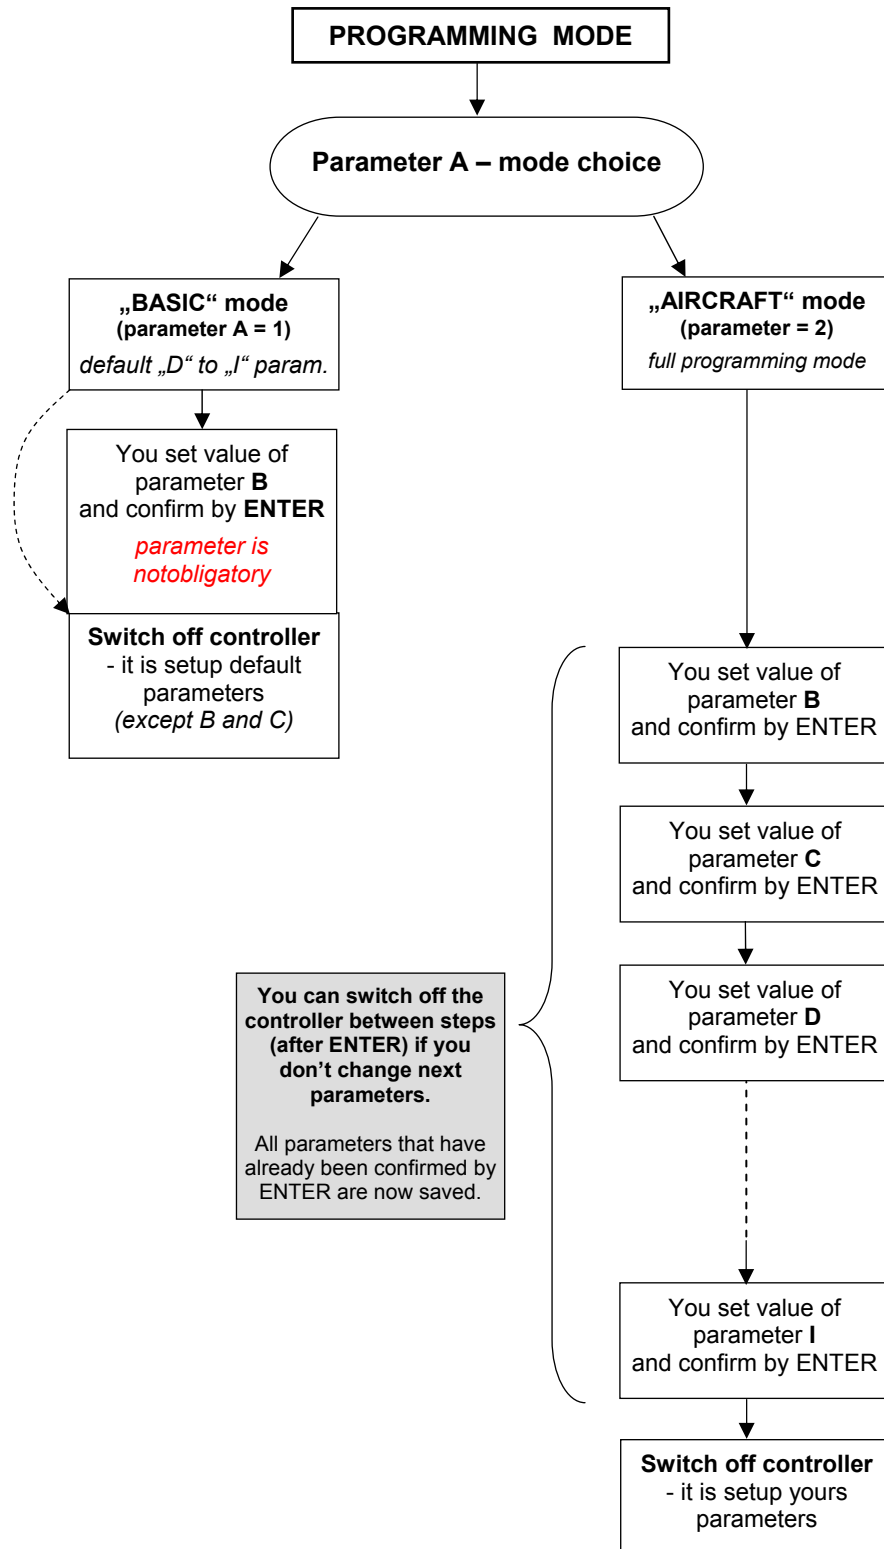 PROGRAMMING MODE
Parameter A – mode choice
„BASIC“ mode
(parameter A = 1)
default „D“ to „I“ param.
„AIRCRAFT“ mode
(parameter = 2)
full programming mode
You set value of
parameter B
and confirm by ENTER
parameter is
notobligatory
Switch off controller
- it is setup default
parameters
(except B and C)
You set value of
parameter B
and confirm by ENTER
You set value of
parameter C
and confirm by ENTER
You set value of
parameter D
and confirm by ENTER
You can switch off the
controller between steps
(after ENTER) if you
don’t change next
parameters.
All parameters that have
already been confirmed by
ENTER are now saved.
You set value of
parameter I
and confirm by ENTER
Switch off controller
- it is setup yours
parameters